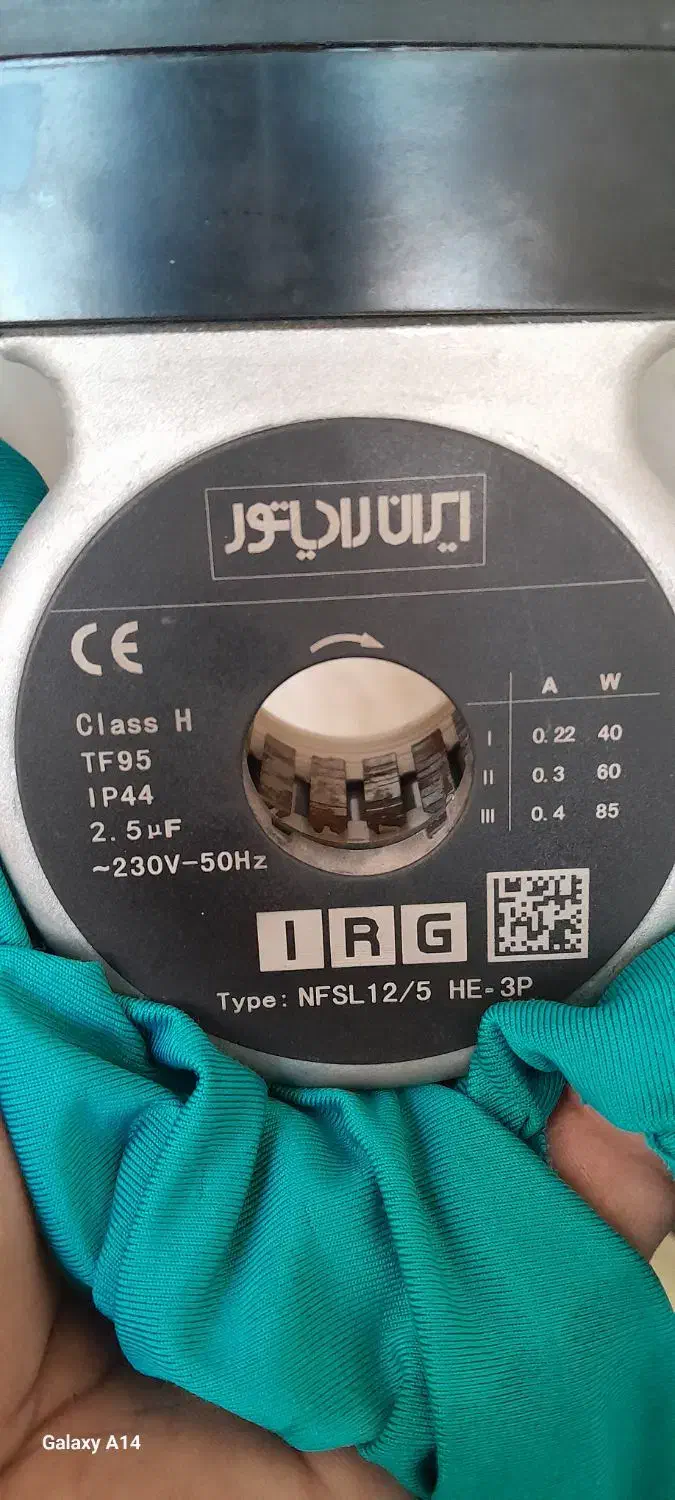 ایران رادیاتور
CE
Class H
TF95
IP44
2.5µF
~230V-50Hz
A W
I 0.22 40
II 0.3 60
III 0.4 85
IRG
Type: NFSL12/5 HE-3P
Galaxy A14